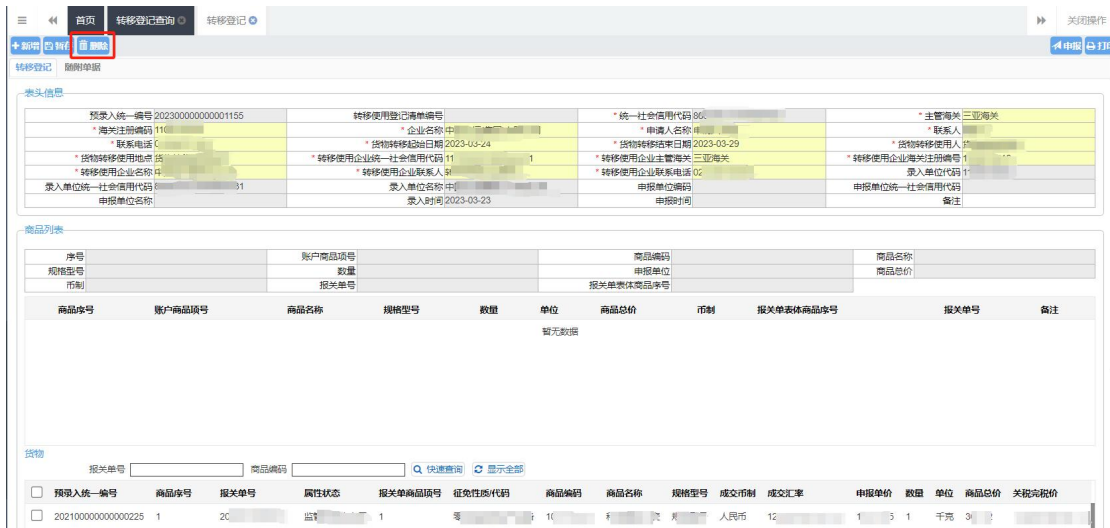 首页 转移登记查询 转移登记 关闭操作
新增 暂存 删除 申报 打印
转移登记 随附单据
表头信息
预录入统一编号 202300000000001155 转移使用登记清单编号 *统一社会信用代码 *主管海关 三亚海关
*海关注册编码 *企业名称 *申请人名称 *联系人
*联系电话 *货物转移起始日期 2023-03-24 *货物转移结束日期 2023-03-29 *货物转移使用人
*货物转移使用地点 *转移使用企业统一社会信用代码 *转移使用企业主管海关 三亚海关 *转移使用企业海关注册编号
*转移使用企业名称 *转移使用企业联系人 *转移使用企业联系电话 录入单位代码
录入单位统一社会信用代码 录入单位名称 申报单位编码 申报单位统一社会信用代码
申报单位名称 录入时间 2023-03-23 申报时间 备注
商品列表
序号 账户商品项号 商品编码 商品名称
规格型号 数量 申报单位 商品总价
币制 报关单号 报关单表体商品序号
商品序号 账户商品项号 商品名称 规格型号 数量 单位 商品总价 币制 报关单表体商品序号 报关单号 备注
暂无数据
货物
报关单号 商品编码 快速查询 显示全部
预录入统一编号 商品序号 报关单号 属性状态 报关单商品项号 征免性质代码 商品编码 商品名称 规格型号 成交币制 成交汇率 申报单价 数量 单位 商品总价 关税完税价
202100000000000225 1 1 人民币 1 千克